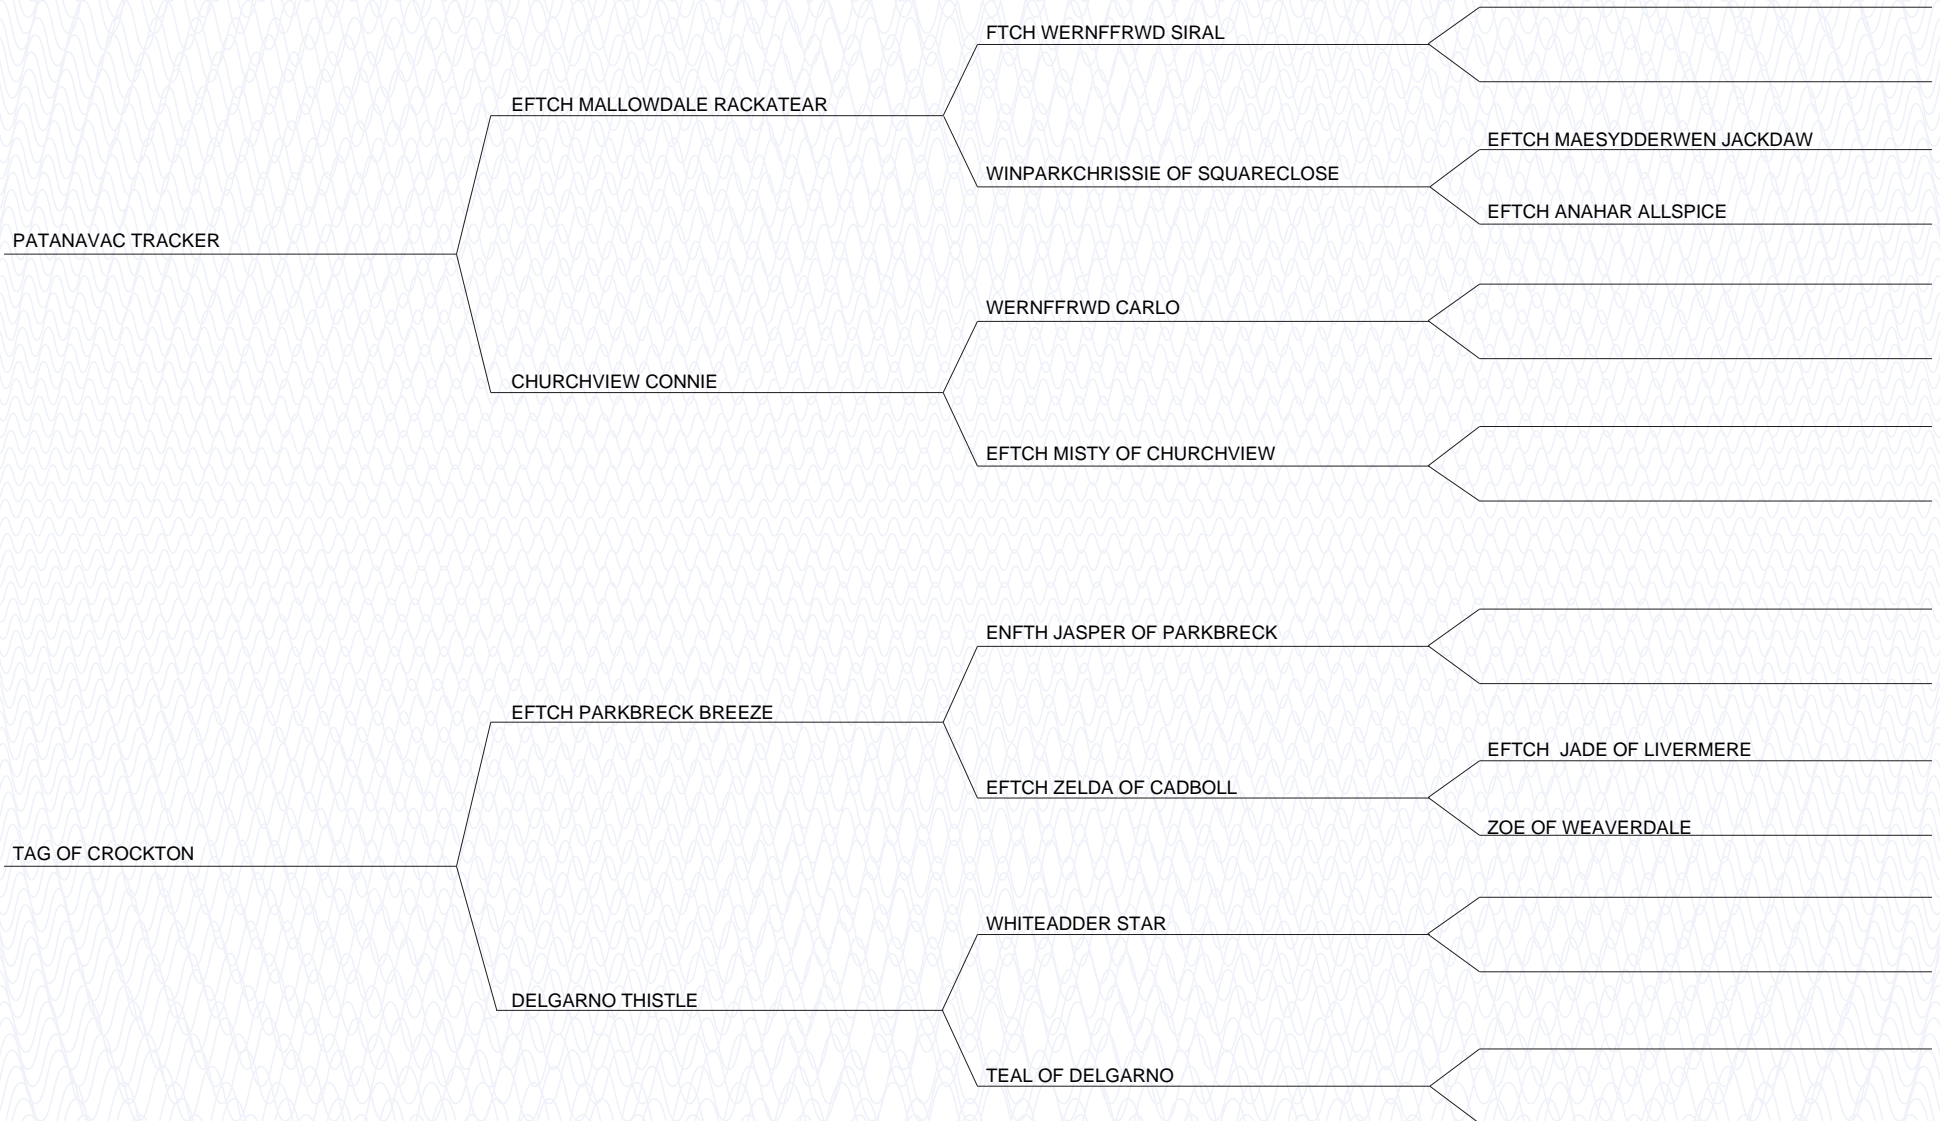 FTCH WERNFFRWD SIRAL
EFTCH MALLOWDALE RACKATEAR
EFTCH MAESYDDERWEN JACKDAW
WINPARKCHRISSIE OF SQUARECLOSE
EFTCH ANAHAR ALLSPICE
PATANAVAC TRACKER
WERNFFRWD CARLO
CHURCHVIEW CONNIE
EFTCH MISTY OF CHURCHVIEW
ENFTH JASPER OF PARKBRECK
EFTCH PARKBRECK BREEZE
EFTCH  JADE OF LIVERMERE
EFTCH ZELDA OF CADBOLL
ZOE OF WEAVERDALE
TAG OF CROCKTON
WHITEADDER STAR
DELGARNO THISTLE
TEAL OF DELGARNO